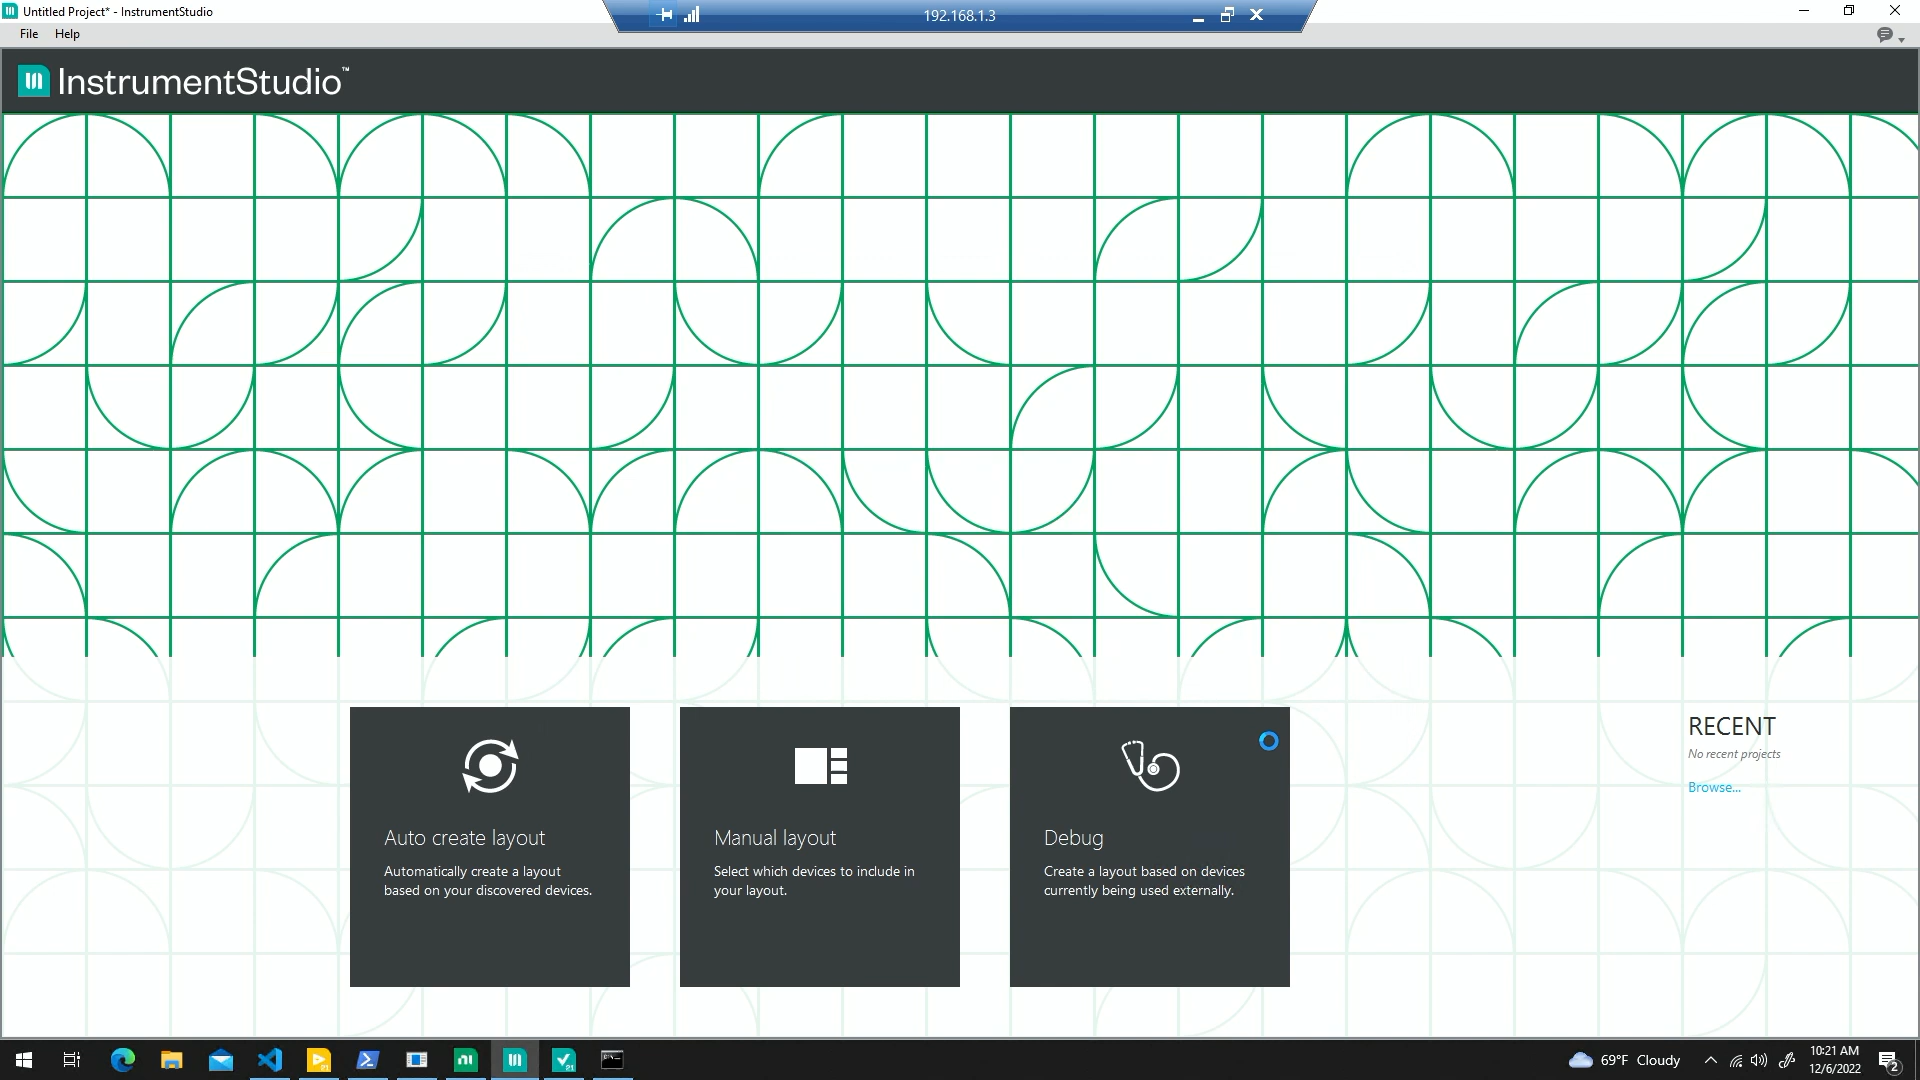 Untitled Project* - InstrumentStudio
192.168.1.3
File Help
InstrumentStudio™
Auto create layout
Automatically create a layout
based on your discovered devices.
Manual layout
Select which devices to include in
your layout.
Debug
Create a layout based on devices
currently being used externally.
RECENT
No recent projects
Browse...
69°F Cloudy
10:21 AM
12/6/2022
2